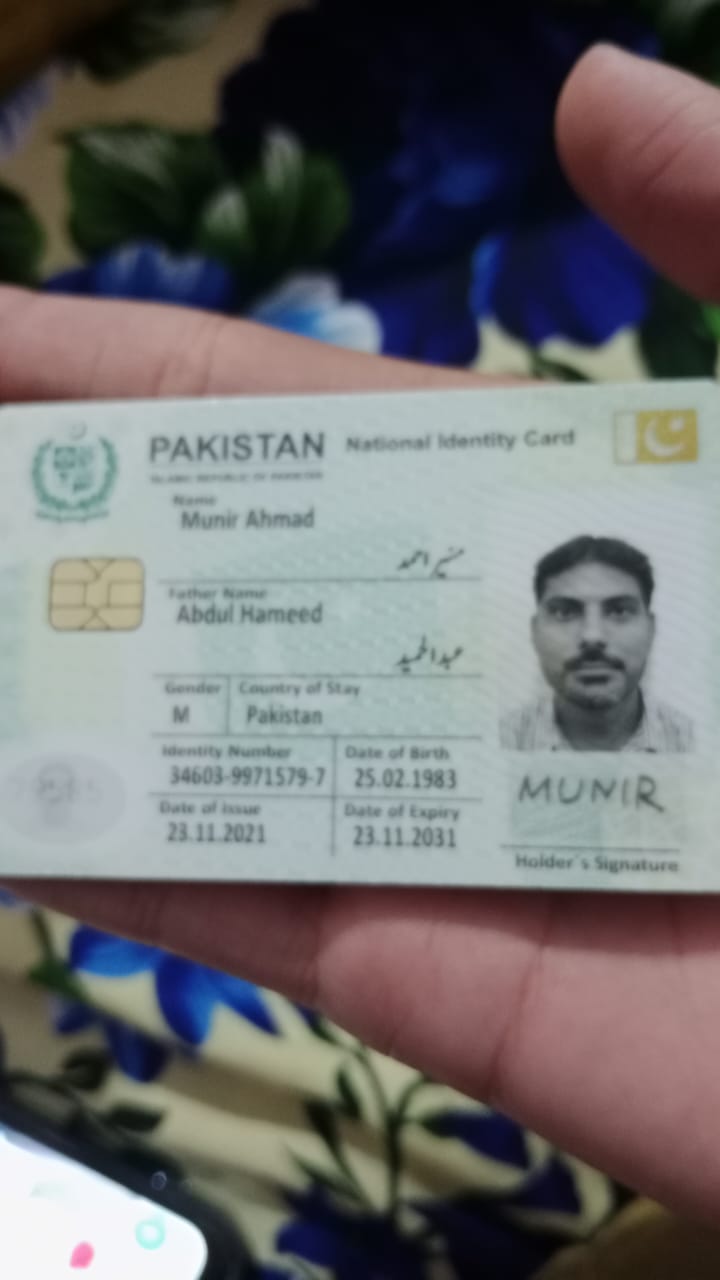 PAKISTAN National Identity Card
ISLAMIC REPUBLIC OF PAKISTAN
Name
Munir Ahmad
منیر احمد
Father Name
Abdul Hameed
عبدالحمید
Gender Country of Stay
M Pakistan
Identity Number Date of Birth
34603-9971579-7 25.02.1983
Date of Issue Date of Expiry
23.11.2021 23.11.2031
MUNIR
Holder's Signature